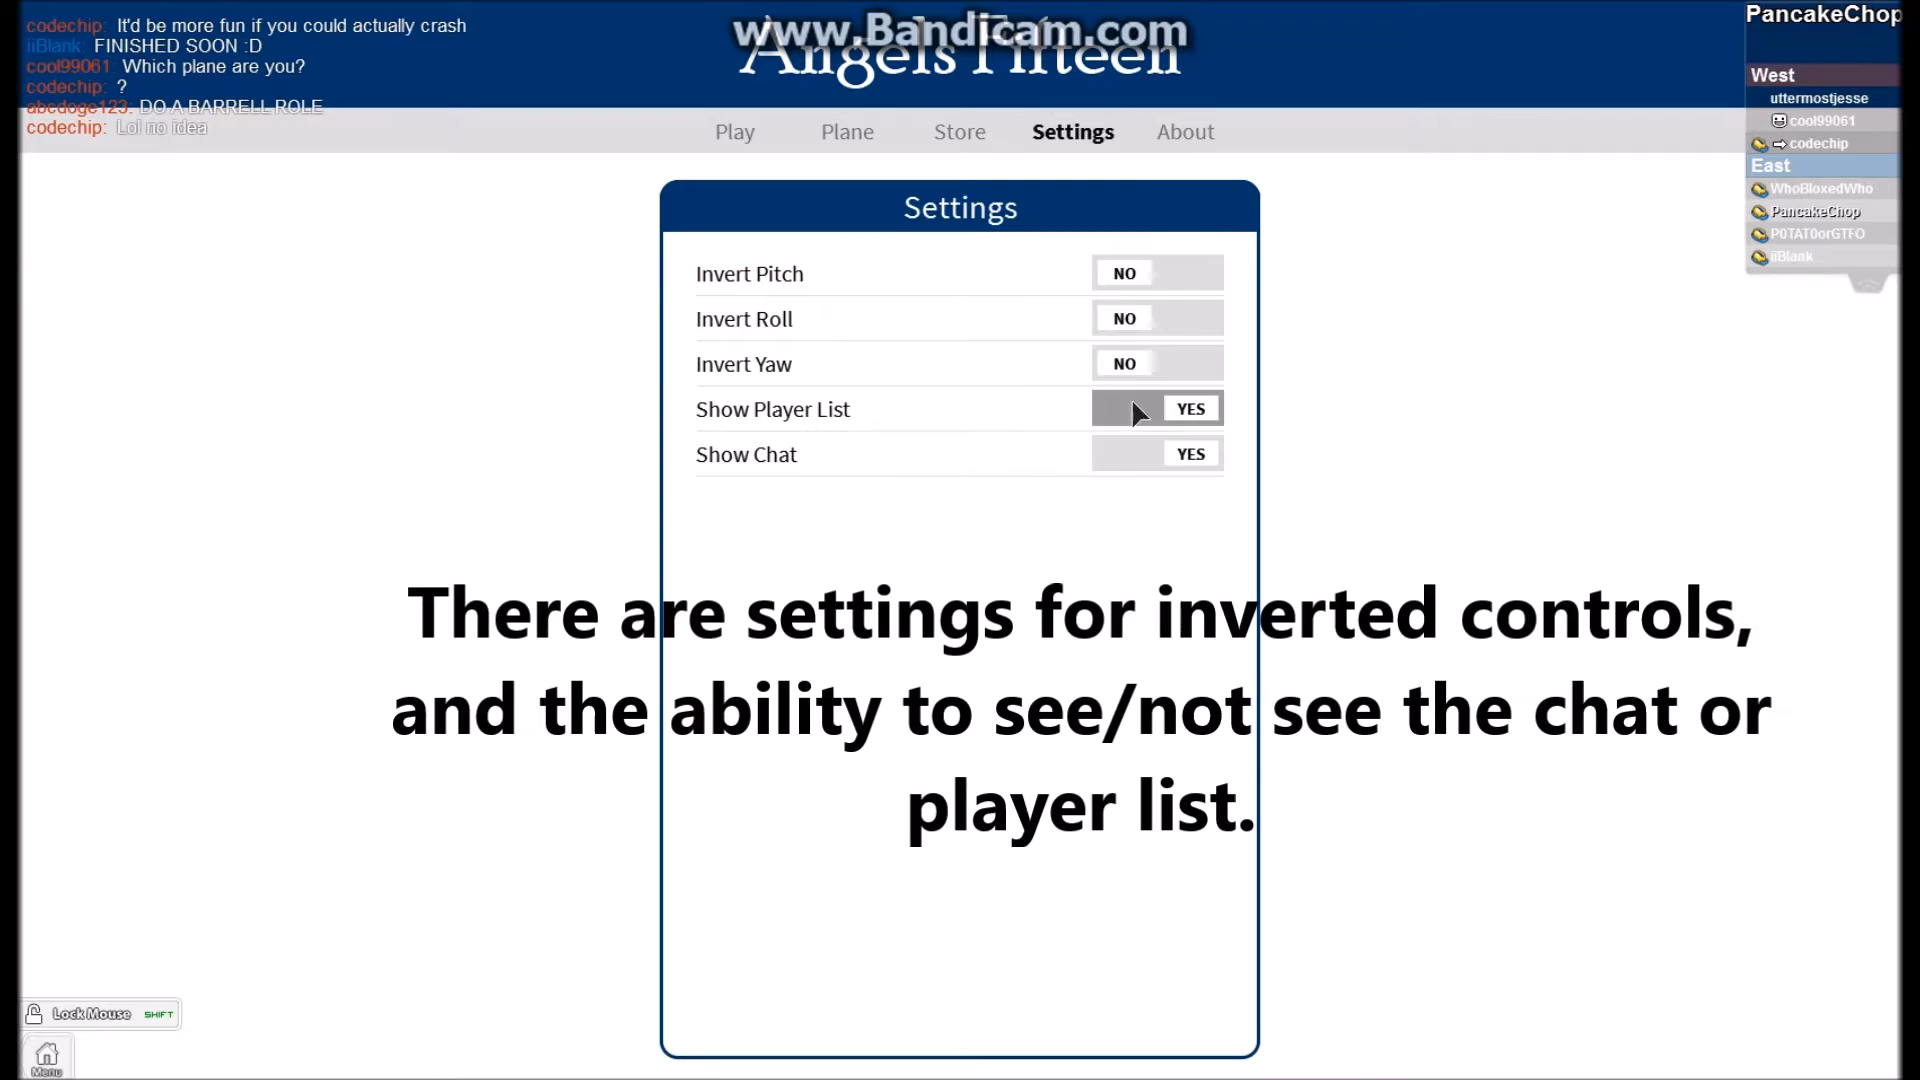 codechip: It'd be more fun if you could actually crash
iiBlank: FINISHED SOON :D
cool99061: Which plane are you?
codechip: ?
abcdoge123: DO A BARRELL ROLE
codechip: Lol no idea
www.Bandicam.com
Angels Fifteen
PancakeChop
West
uttermostjesse
cool99061
codechip
East
WhoBloxedWho
PancakeChop
P0TAT0orGTFO
iiBlank
Play Plane Store Settings About
Settings
Invert Pitch NO
Invert Roll NO
Invert Yaw NO
Show Player List YES
Show Chat YES
There are settings for inverted controls,
and the ability to see/not see the chat or
player list.
Lock Mouse SHIFT
Menu